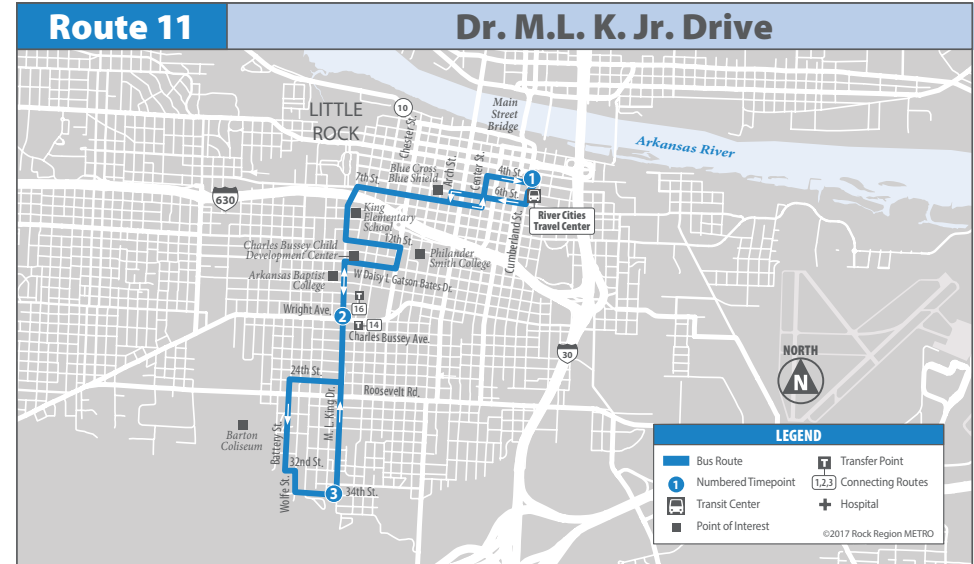 Route 11
Dr. M.L. K. Jr. Drive
LITTLE
ROCK
10
Chester St.
Main
Street
Bridge
Arkansas River
Blue Cross
Blue Shield
Arch St.
Center St.
4th St.
1
7th St.
6th St.
630
River Cities
Travel Center
King
Elementary
School
Cumberland St.
12th St.
Charles Bussey Child
Development Center
Philander
Smith College
Arkansas Baptist
College
W Daisy L Gatson Bates Dr.
T
Wright Ave.
2
16
T
14
Charles Bussey Ave.
30
NORTH
N
24th St.
Roosevelt Rd.
M. L. King Dr.
Battery St.
Barton
Coliseum
32nd St.
Wolfe St.
3
34th St.
LEGEND
Bus Route
T
Transfer Point
1
Numbered Timepoint
1,2,3
Connecting Routes
Transit Center
Hospital
Point of Interest
©2017 Rock Region METRO